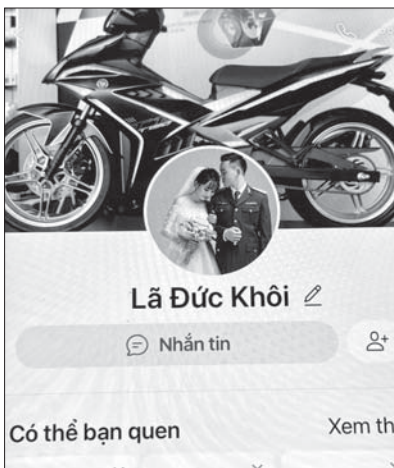 Lã Đức Khôi
Nhắn tin
Có thể bạn quen
Xem th